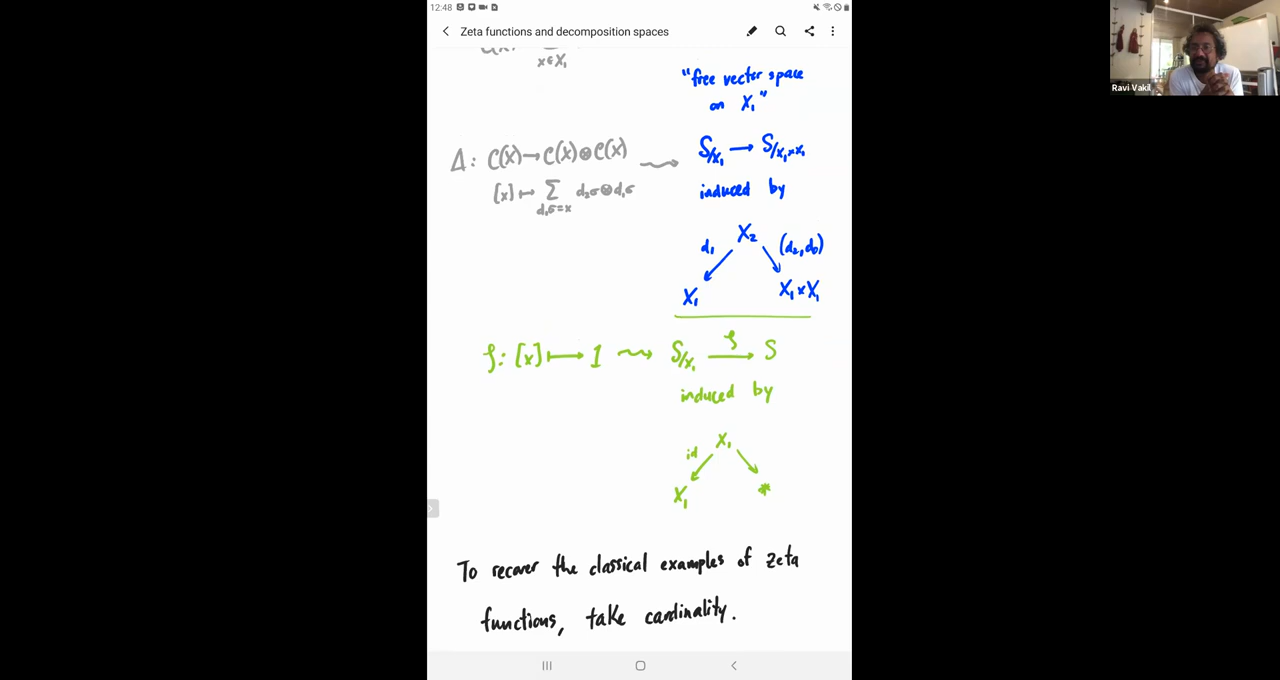 12:48
Zeta functions and decomposition spaces
Ravi Vakil
x∈X₁
"free vector space
on X₁"
Δ: C(X)→C(X)⊗C(X) ⇝ S/X₁ → S/X₁×X₁
[x] ↦ Σ d₂σ⊗d₁σ
d₁σ=x
induced by
X₂
d₁ (d₂,d₀)
X₁ X₁×X₁
ζ: [x] ⟼ 1 ⇝ S/X₁ →ζ S
induced by
X₁
id
X₁ *
To recover the classical examples of zeta
functions, take cardinality.